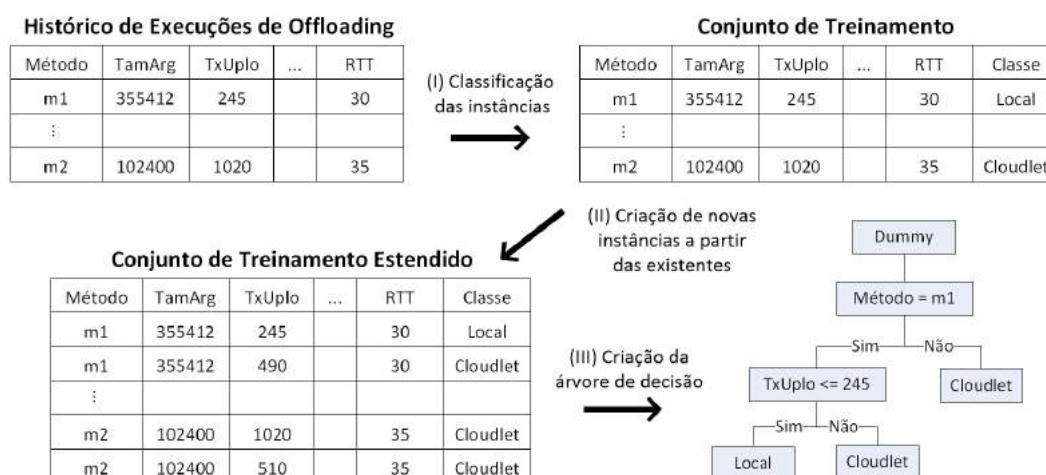 Histórico de Execuções de Offloading
Método TamArg TxUplo ... RTT
m1 355412 245 30
⋮
m2 102400 1020 35
(I) Classificação
das instâncias
Conjunto de Treinamento
Método TamArg TxUplo ... RTT Classe
m1 355412 245 30 Local
⋮
m2 102400 1020 35 Cloudlet
(II) Criação de novas
instâncias a partir
das existentes
Conjunto de Treinamento Estendido
Método TamArg TxUplo ... RTT Classe
m1 355412 245 30 Local
m1 355412 490 30 Cloudlet
⋮
m2 102400 1020 35 Cloudlet
m2 102400 510 35 Cloudlet
(III) Criação da
árvore de decisão
Dummy
Método = m1
Sim Não
TxUplo <= 245 Cloudlet
Sim Não
Local Cloudlet